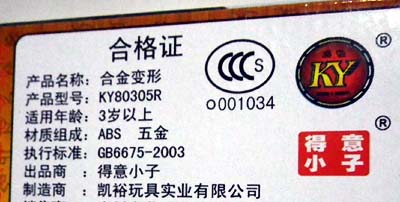 合格证
产品名称：合金变形
产品型号：KY80305R
适用年龄：3岁以上
材质组成：ABS 五金
执行标准：GB6675-2003
出品商：得意小子
制造商：凯裕玩具实业有限公司
CCCS
o001034
KY
®
®
得意
小子